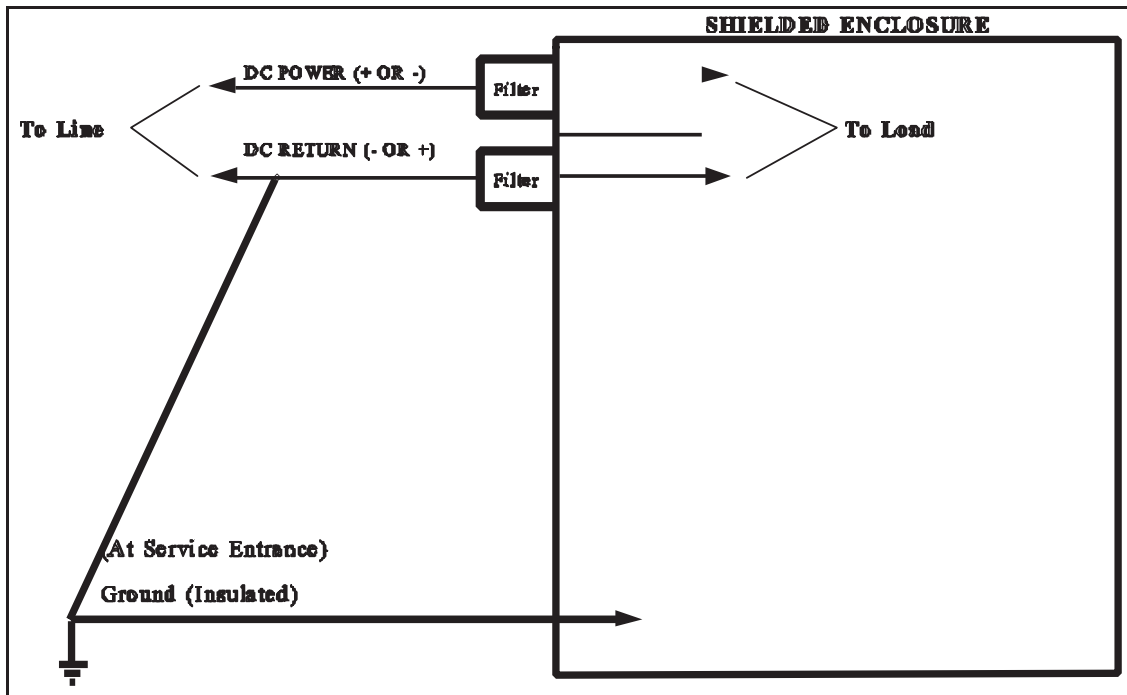 SHIELDED ENCLOSURE
DC POWER (+ OR -)
Filter
To Line
To Load
DC RETURN (- OR +)
Filter
(At Service Entrance)
Ground (Insulated)